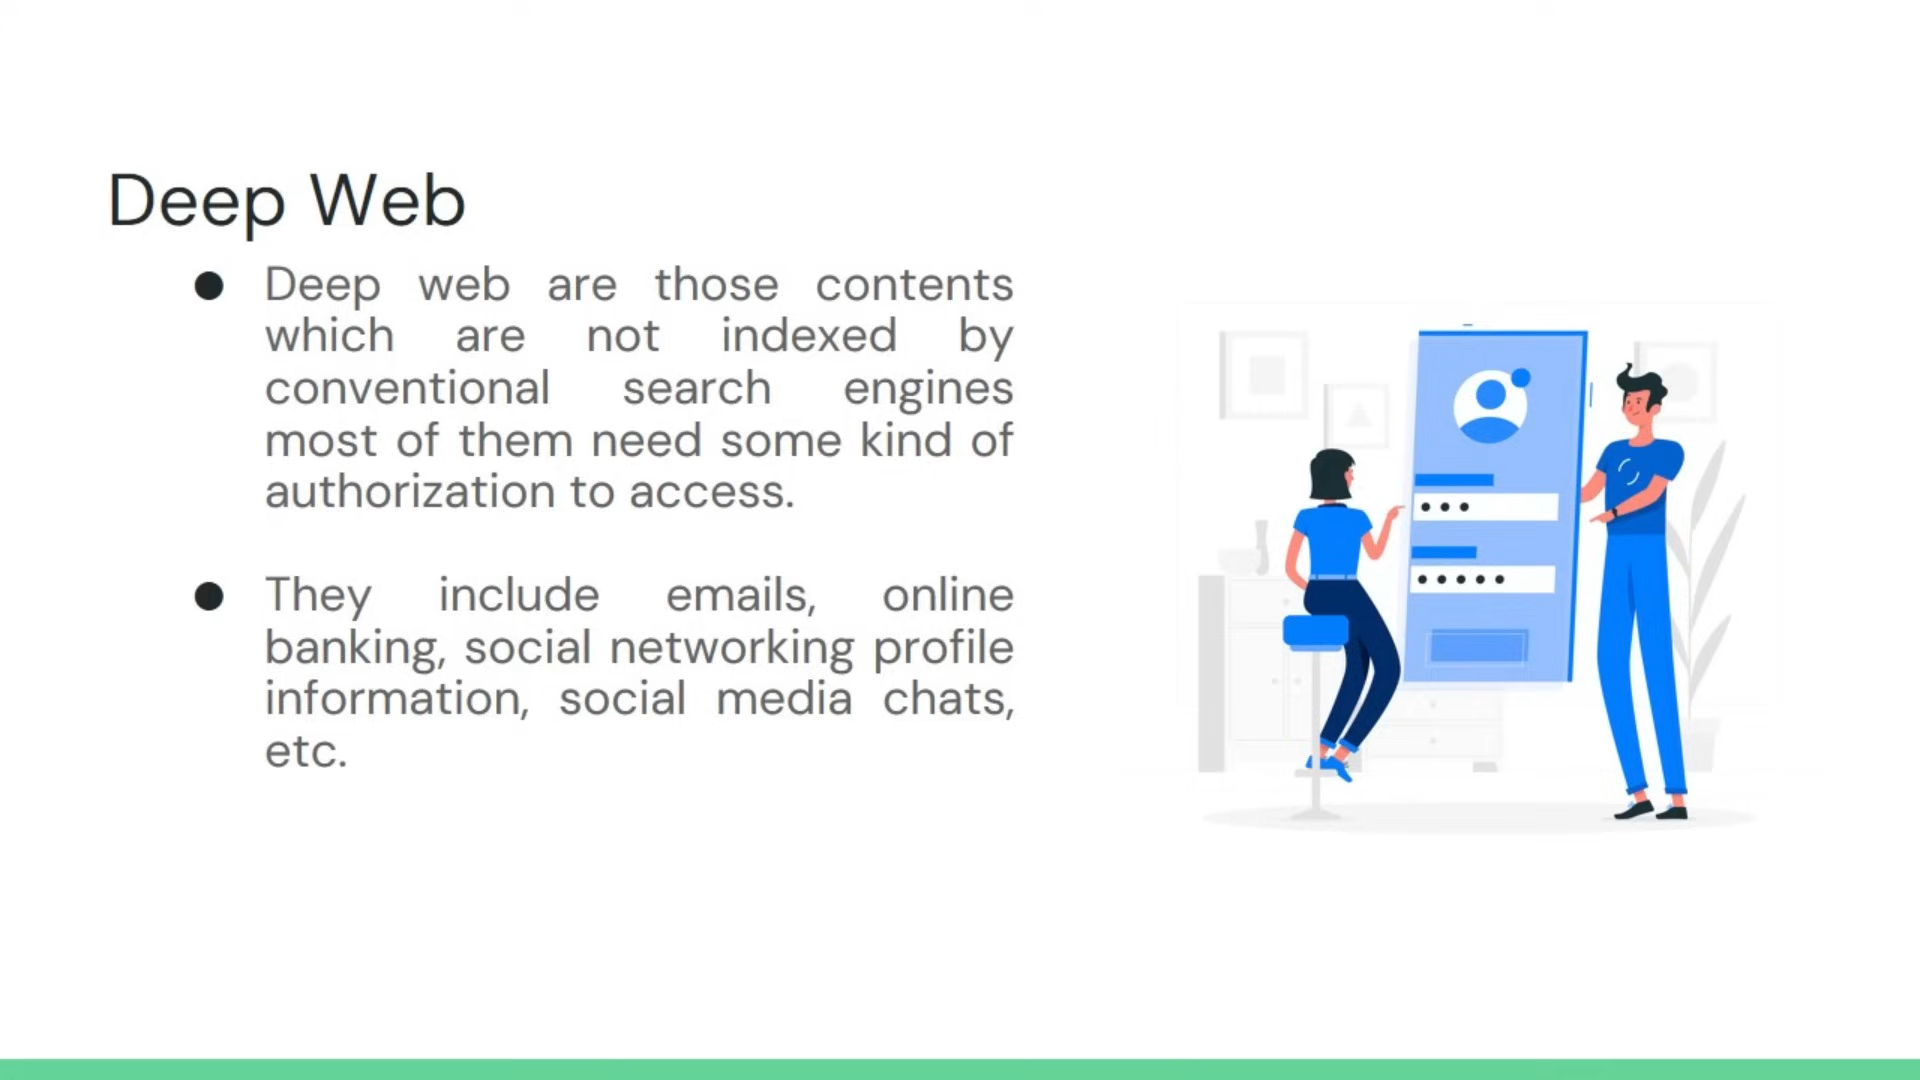 Deep Web
● Deep web are those contents
which are not indexed by
conventional search engines
most of them need some kind of
authorization to access.
● They include emails, online
banking, social networking profile
information, social media chats,
etc.